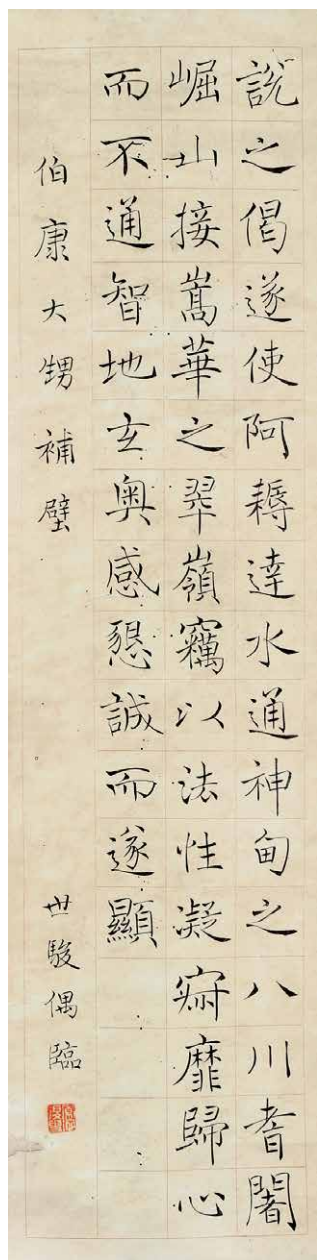 說之偈遂使阿耨達水通神甸之八川耆闍
崛山接嵩華之翠嶺竊以法性凝寂靡歸心
而不通智地玄奧感懇誠而遂顯
伯康大甥補壁
世駿偶臨